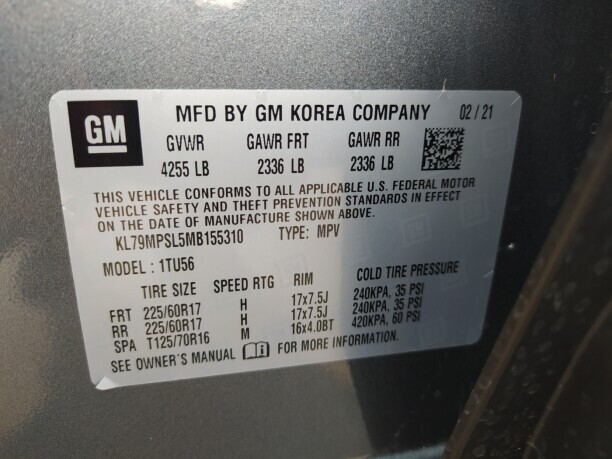 GM
MFD BY GM KOREA COMPANY 02/21
GVWR GAWR FRT GAWR RR
4255 LB 2336 LB 2336 LB
THIS VEHICLE CONFORMS TO ALL APPLICABLE U.S. FEDERAL MOTOR
VEHICLE SAFETY AND THEFT PREVENTION STANDARDS IN EFFECT
ON THE DATE OF MANUFACTURE SHOWN ABOVE.
KL79MPSL5MB155310 TYPE: MPV
MODEL: 1TU56
TIRE SIZE SPEED RTG RIM COLD TIRE PRESSURE
FRT 225/60R17 H 17x7.5J 240KPA, 35 PSI
RR 225/60R17 H 17x7.5J 240KPA, 35 PSI
SPA T125/70R16 M 16x4.0BT 420KPA, 60 PSI
SEE OWNER'S MANUAL FOR MORE INFORMATION.